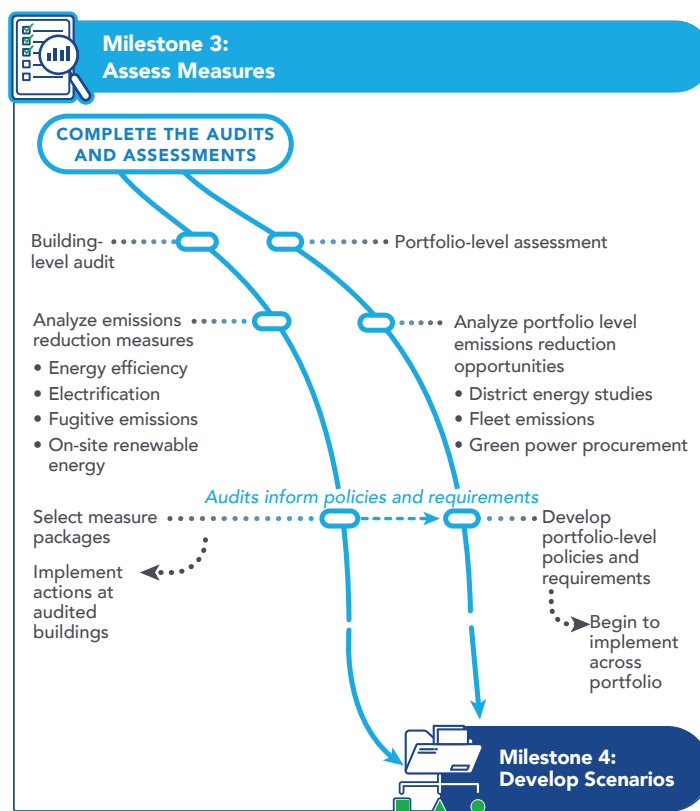 Milestone 3:
Assess Measures
COMPLETE THE AUDITS
AND ASSESSMENTS
Building-
level audit
Portfolio-level assessment
Analyze emissions
reduction measures
• Energy efficiency
• Electrification
• Fugitive emissions
• On-site renewable
energy
Analyze portfolio level
emissions reduction
opportunities
• District energy studies
• Fleet emissions
• Green power procurement
Audits inform policies and requirements
Select measure
packages
Develop
portfolio-level
policies and
requirements
Implement
actions at
audited
buildings
Begin to
implement
across
portfolio
Milestone 4:
Develop Scenarios